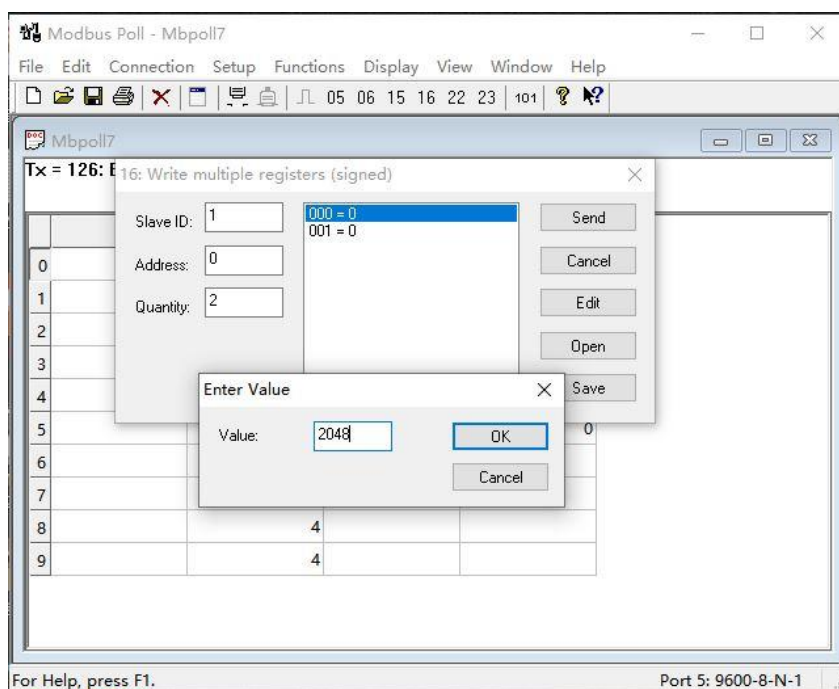 Modbus Poll - Mbpoll7
File Edit Connection Setup Functions Display View Window Help
05 06 15 16 22 23 101
Mbpoll7
Tx = 126:
16: Write multiple registers (signed)
Slave ID: 1
000 = 0
001 = 0
Send
Address: 0
Cancel
Quantity: 2
Edit
Open
Save
Enter Value
Value: 2048
OK
Cancel
0
1
2
3
4
5 0
6
7
8 4
9 4
For Help, press F1. Port 5: 9600-8-N-1